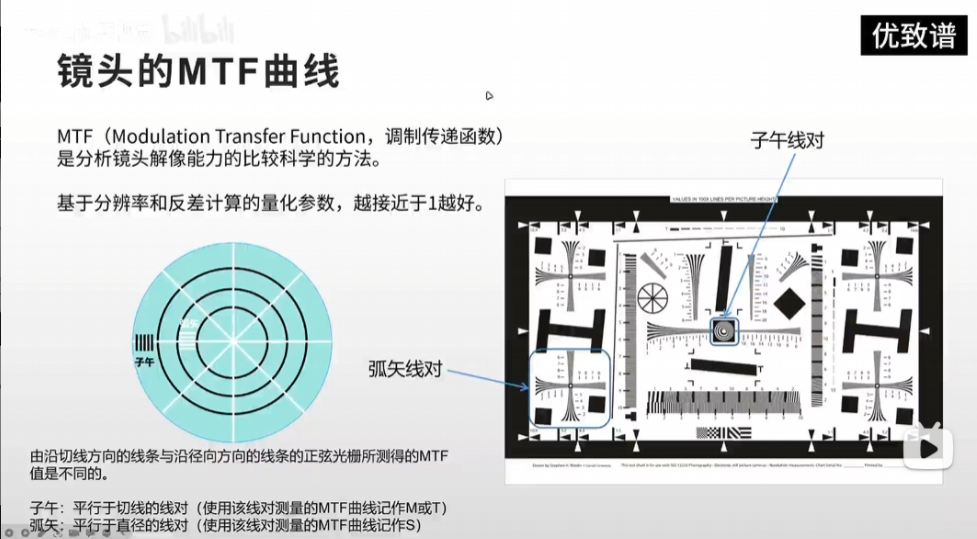 bilibili
优致谱
镜头的MTF曲线
MTF（Modulation Transfer Function，调制传递函数）
是分析镜头解像能力的比较科学的方法。
基于分辨率和反差计算的量化参数，越接近于1越好。
子午线对
VALUES IN 100X LINES PER PICTURE HEIGHT
弧矢线对
弧矢
子午
由沿切线方向的线条与沿径向方向的线条的正弦光栅所测得的MTF
值是不同的。
子午：平行于切线的线对（使用该线对测量的MTF曲线记作M或T）
弧矢：平行于直径的线对（使用该线对测量的MTF曲线记作S）